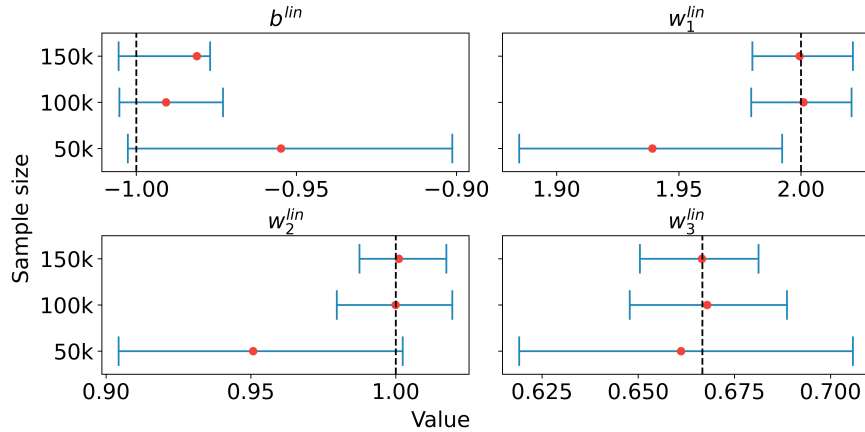 b^{lin}
w_1^{lin}
150k
100k
50k
−1.00 −0.95 −0.90
1.90 1.95 2.00
w_2^{lin}
w_3^{lin}
150k
100k
50k
0.90 0.95 1.00
0.625 0.650 0.675 0.700
Sample size
Value